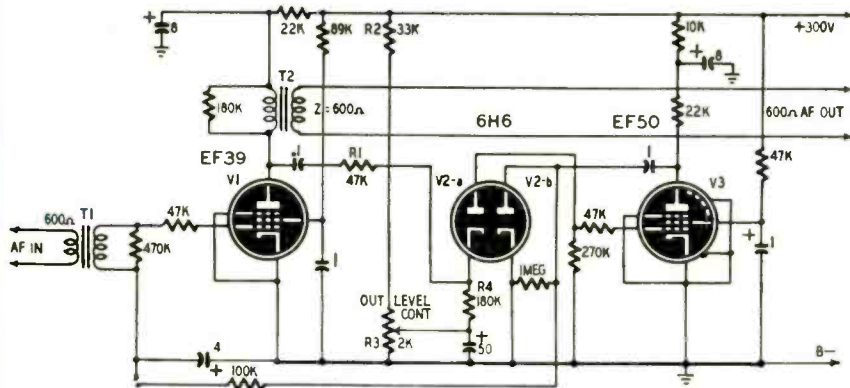 + 8
22K
89K
R2 33K
10K
+300V
+ 8
180K
T2
Z=600Ω
6H6
EF50
22K
600Ω AF OUT
EF39
.1
R1
47K
1
47K
V1
V2-a
V2-b
V3
600Ω T1
47K
47K
AF IN
470K
1
270K
+ 1
1MEG
R4
180K
OUT LEVEL
CONT
R3 2K
+
50
4
+
100K
B-